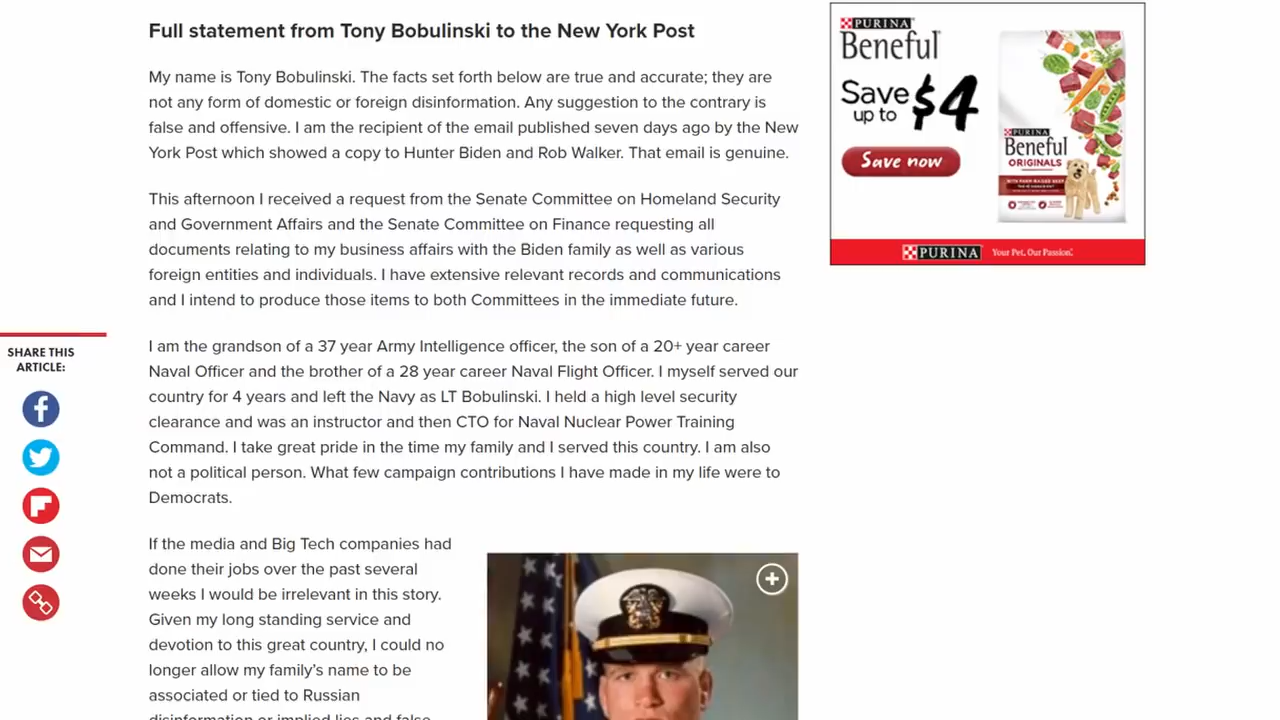 Full statement from Tony Bobulinski to the New York Post
My name is Tony Bobulinski. The facts set forth below are true and accurate; they are
not any form of domestic or foreign disinformation. Any suggestion to the contrary is
false and offensive. I am the recipient of the email published seven days ago by the New
York Post which showed a copy to Hunter Biden and Rob Walker. That email is genuine.
This afternoon I received a request from the Senate Committee on Homeland Security
and Government Affairs and the Senate Committee on Finance requesting all
documents relating to my business affairs with the Biden family as well as various
foreign entities and individuals. I have extensive relevant records and communications
and I intend to produce those items to both Committees in the immediate future.
I am the grandson of a 37 year Army Intelligence officer, the son of a 20+ year career
Naval Officer and the brother of a 28 year career Naval Flight Officer. I myself served our
country for 4 years and left the Navy as LT Bobulinski. I held a high level security
clearance and was an instructor and then CTO for Naval Nuclear Power Training
Command. I take great pride in the time my family and I served this country. I am also
not a political person. What few campaign contributions I have made in my life were to
Democrats.
If the media and Big Tech companies had
done their jobs over the past several
weeks I would be irrelevant in this story.
Given my long standing service and
devotion to this great country, I could no
longer allow my family's name to be
associated or tied to Russian
disinformation or implied lies and false
SHARE THIS
ARTICLE:
PURINA
Beneful
Save
up to $4
Save now
PURINA
Beneful
ORIGINALS
PURINA Your Pet, Our Passion.